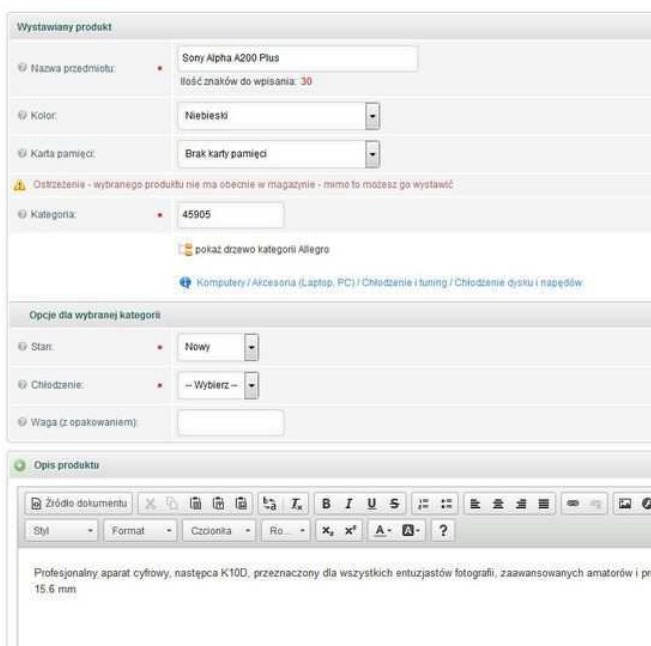 Wystawiany produkt
Nazwa przedmiotu: * Sony Alpha A200 Plus
Ilość znaków do wpisania: 30
Kolor: Niebieski
Karta pamięci: Brak karty pamięci
Ostrzeżenie - wybranego produktu nie ma obecnie w magazynie - mimo to możesz go wystawić
Kategoria: * 45905
pokaż drzewo kategorii Allegro
Komputery / Akcesoria (Laptop, PC) / Chłodzenie i tuning / Chłodzenie dysku i napędów
Opcje dla wybranej kategorii
Stan: * Nowy
Chłodzenie: * -- Wybierz --
Waga (z opakowaniem):
Opis produktu
Źródło dokumentu B I U S
Styl Format Czcionka Ro... A A ?
Profesjonalny aparat cyfrowy, następca K10D, przeznaczony dla wszystkich entuzjastów fotografii, zaawansowanych amatorów i pr
15.6 mm